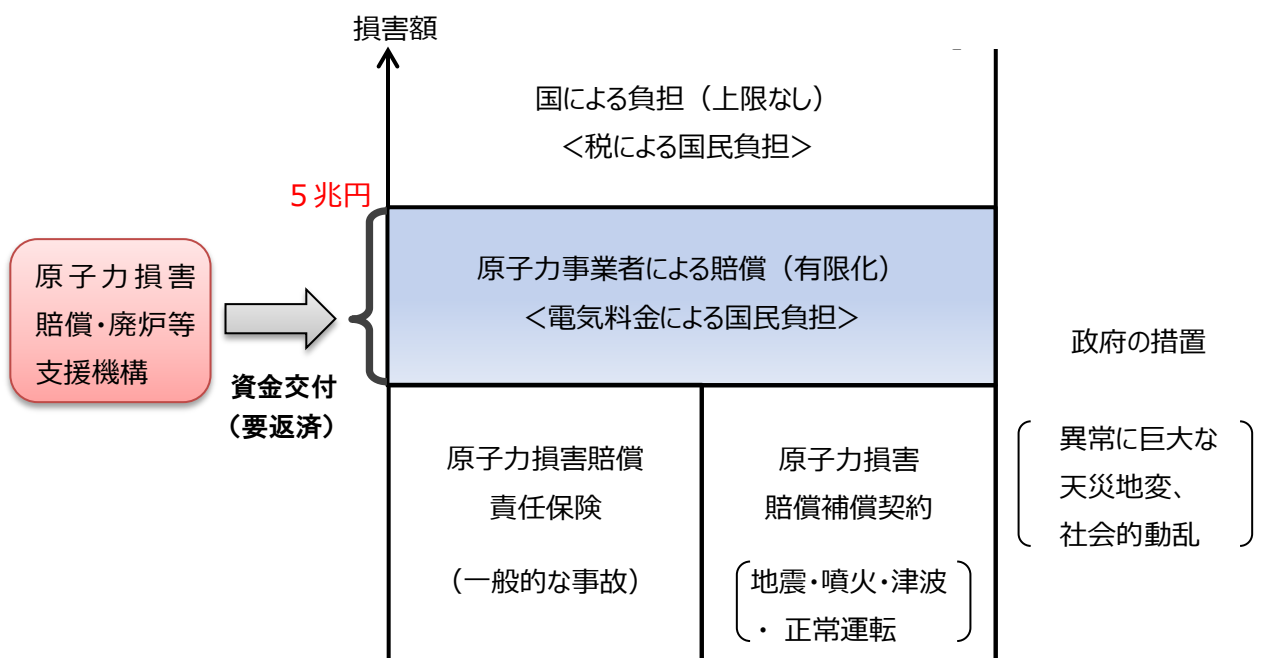 損害額
国による負担（上限なし）
＜税による国民負担＞
５兆円
原子力損害
賠償・廃炉等
支援機構
資金交付
（要返済）
原子力事業者による賠償（有限化）
＜電気料金による国民負担＞
原子力損害賠償
責任保険
（一般的な事故）
原子力損害
賠償補償契約
地震・噴火・津波
・ 正常運転
政府の措置
異常に巨大な
天災地変、
社会的動乱